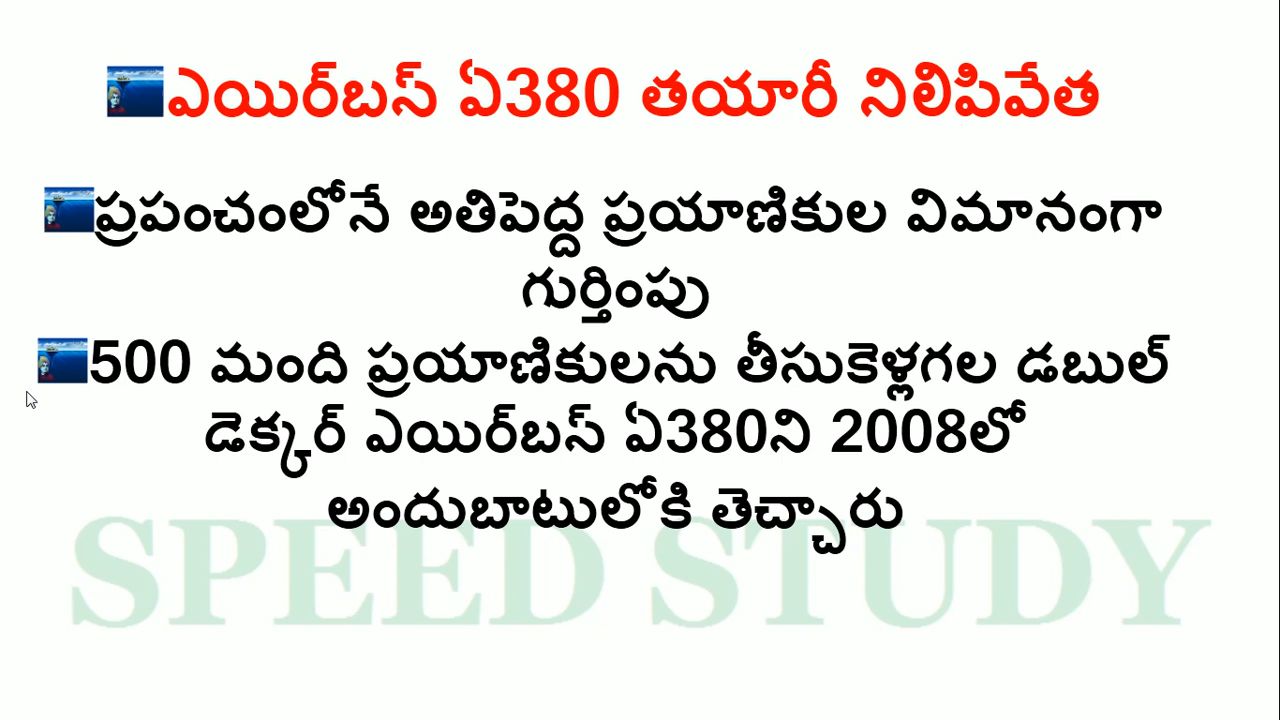 ఎయిర్‌బస్ ఏ380 తయారీ నిలిపివేత
ప్రపంచంలోనే అతిపెద్ద ప్రయాణికుల విమానంగా
గుర్తింపు
500 మంది ప్రయాణికులను తీసుకెళ్లగల డబుల్
డెక్కర్ ఎయిర్‌బస్ ఏ380ని 2008లో
అందుబాటులోకి తెచ్చారు
SPEED STUDY